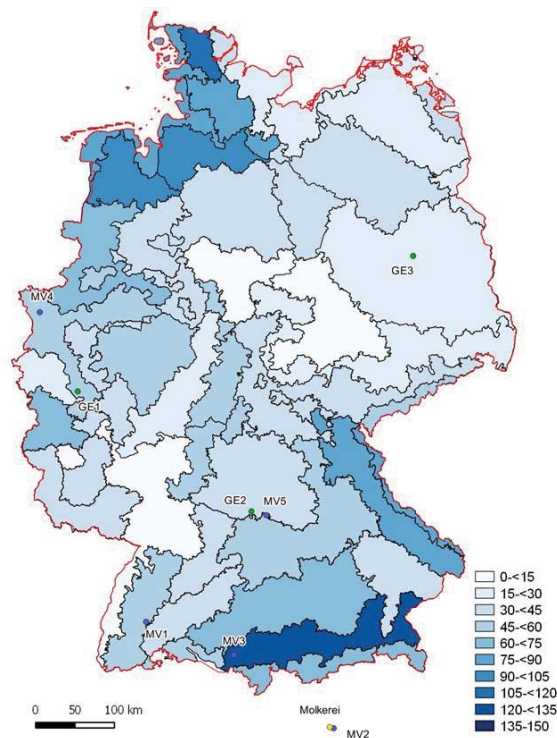 GE3
MV4
GE1
GE2
MV5
MV1
MV3
0-<15
15-<30
30-<45
45-<60
60-<75
75-<90
90-<105
105-<120
120-<135
135-150
0 50 100 km
Molkerei
MV2